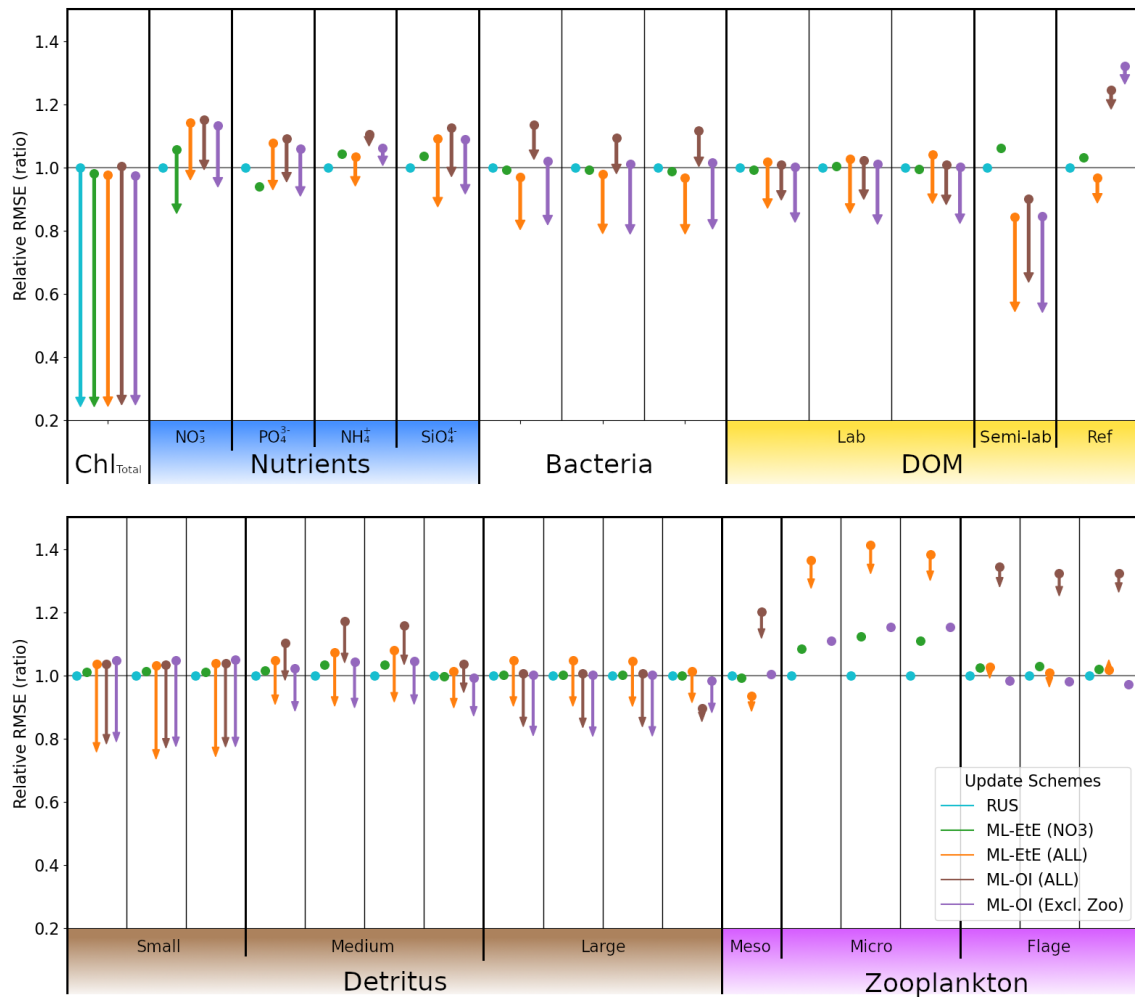 1.4
1.2
1.0
0.8
0.6
0.4
0.2
Relative RMSE (ratio)
NO₃⁻ PO₄³⁻ NH₄⁺ SiO₄⁴⁻ Lab Semi-lab Ref
Chl Total Nutrients Bacteria DOM
1.4
1.2
1.0
0.8
0.6
0.4
0.2
Relative RMSE (ratio)
Update Schemes
RUS
ML-EtE (NO3)
ML-EtE (ALL)
ML-OI (ALL)
ML-OI (Excl. Zoo)
Small Medium Large Meso Micro Flage
Detritus Zooplankton